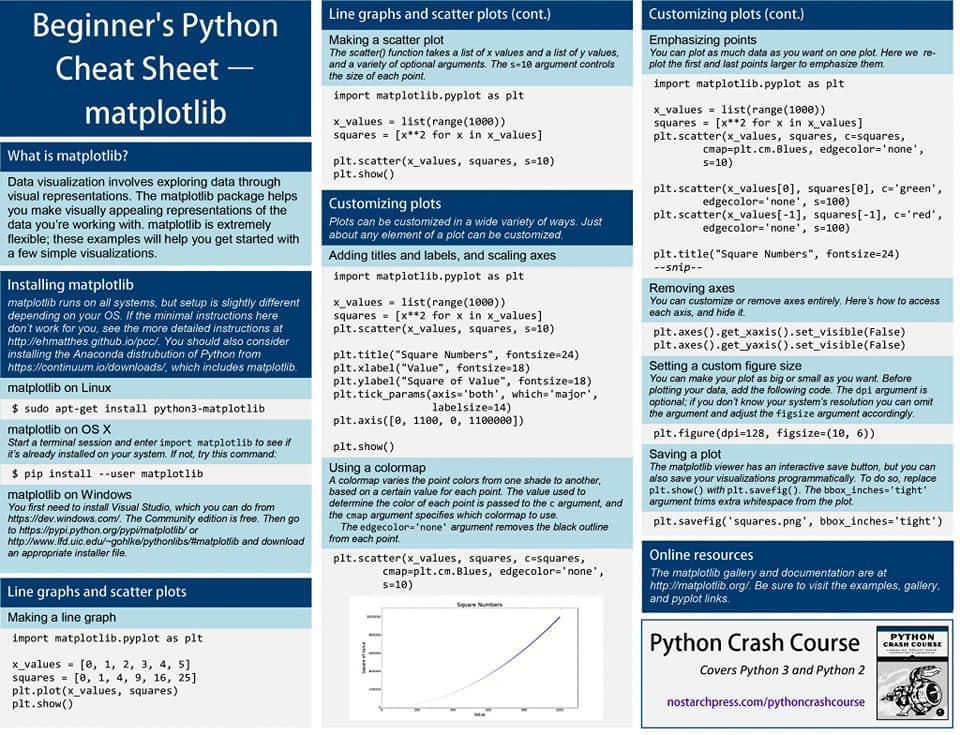 Beginner's Python
Cheat Sheet —
matplotlib
What is matplotlib?
Data visualization involves exploring data through
visual representations. The matplotlib package helps
you make visually appealing representations of the
data you're working with. matplotlib is extremely
flexible; these examples will help you get started with
a few simple visualizations.
Installing matplotlib
matplotlib runs on all systems, but setup is slightly different
depending on your OS. If the minimal instructions here
don't work for you, see the more detailed instructions at
http://ehmatthes.github.io/pcc/. You should also consider
installing the Anaconda distrubution of Python from
https://continuum.io/downloads/, which includes matplotlib.
matplotlib on Linux
$ sudo apt-get install python3-matplotlib
matplotlib on OS X
Start a terminal session and enter import matplotlib to see if
it's already installed on your system. If not, try this command:
$ pip install --user matplotlib
matplotlib on Windows
You first need to install Visual Studio, which you can do from
https://dev.windows.com/. The Community edition is free. Then go
to https://pypi.python.org/pypi/matplotlib/ or
http://www.lfd.uic.edu/~gohlke/pythonlibs/#matplotlib and download
an appropriate installer file.
Line graphs and scatter plots
Making a line graph
import matplotlib.pyplot as plt
x_values = [0, 1, 2, 3, 4, 5]
squares = [0, 1, 4, 9, 16, 25]
plt.plot(x_values, squares)
plt.show()
Line graphs and scatter plots (cont.)
Making a scatter plot
The scatter() function takes a list of x values and a list of y values,
and a variety of optional arguments. The s=10 argument controls
the size of each point.
import matplotlib.pyplot as plt
x_values = list(range(1000))
squares = [x**2 for x in x_values]
plt.scatter(x_values, squares, s=10)
plt.show()
Customizing plots
Plots can be customized in a wide variety of ways. Just
about any element of a plot can be customized.
Adding titles and labels, and scaling axes
import matplotlib.pyplot as plt
x_values = list(range(1000))
squares = [x**2 for x in x_values]
plt.scatter(x_values, squares, s=10)
plt.title("Square Numbers", fontsize=24)
plt.xlabel("Value", fontsize=18)
plt.ylabel("Square of Value", fontsize=18)
plt.tick_params(axis='both', which='major',
labelsize=14)
plt.axis([0, 1100, 0, 1100000])
plt.show()
Using a colormap
A colormap varies the point colors from one shade to another,
based on a certain value for each point. The value used to
determine the color of each point is passed to the c argument, and
the cmap argument specifies which colormap to use.
The edgecolor='none' argument removes the black outline
from each point.
plt.scatter(x_values, squares, c=squares,
cmap=plt.cm.Blues, edgecolor='none',
s=10)
Square Numbers
Square of Value
Value
Customizing plots (cont.)
Emphasizing points
You can plot as much data as you want on one plot. Here we re-
plot the first and last points larger to emphasize them.
import matplotlib.pyplot as plt
x_values = list(range(1000))
squares = [x**2 for x in x_values]
plt.scatter(x_values, squares, c=squares,
cmap=plt.cm.Blues, edgecolor='none',
s=10)
plt.scatter(x_values[0], squares[0], c='green',
edgecolor='none', s=100)
plt.scatter(x_values[-1], squares[-1], c='red',
edgecolor='none', s=100)
plt.title("Square Numbers", fontsize=24)
--snip--
Removing axes
You can customize or remove axes entirely. Here's how to access
each axis, and hide it.
plt.axes().get_xaxis().set_visible(False)
plt.axes().get_yaxis().set_visible(False)
Setting a custom figure size
You can make your plot as big or small as you want. Before
plotting your data, add the following code. The dpi argument is
optional; if you don't know your system's resolution you can omit
the argument and adjust the figsize argument accordingly.
plt.figure(dpi=128, figsize=(10, 6))
Saving a plot
The matplotlib viewer has an interactive save button, but you can
also save your visualizations programmatically. To do so, replace
plt.show() with plt.savefig(). The bbox_inches='tight'
argument trims extra whitespace from the plot.
plt.savefig('squares.png', bbox_inches='tight')
Online resources
The matplotlib gallery and documentation are at
http://matplotlib.org/. Be sure to visit the examples, gallery,
and pyplot links.
Python Crash Course
Covers Python 3 and Python 2
nostarchpress.com/pythoncrashcourse
PYTHON
CRASH COURSE